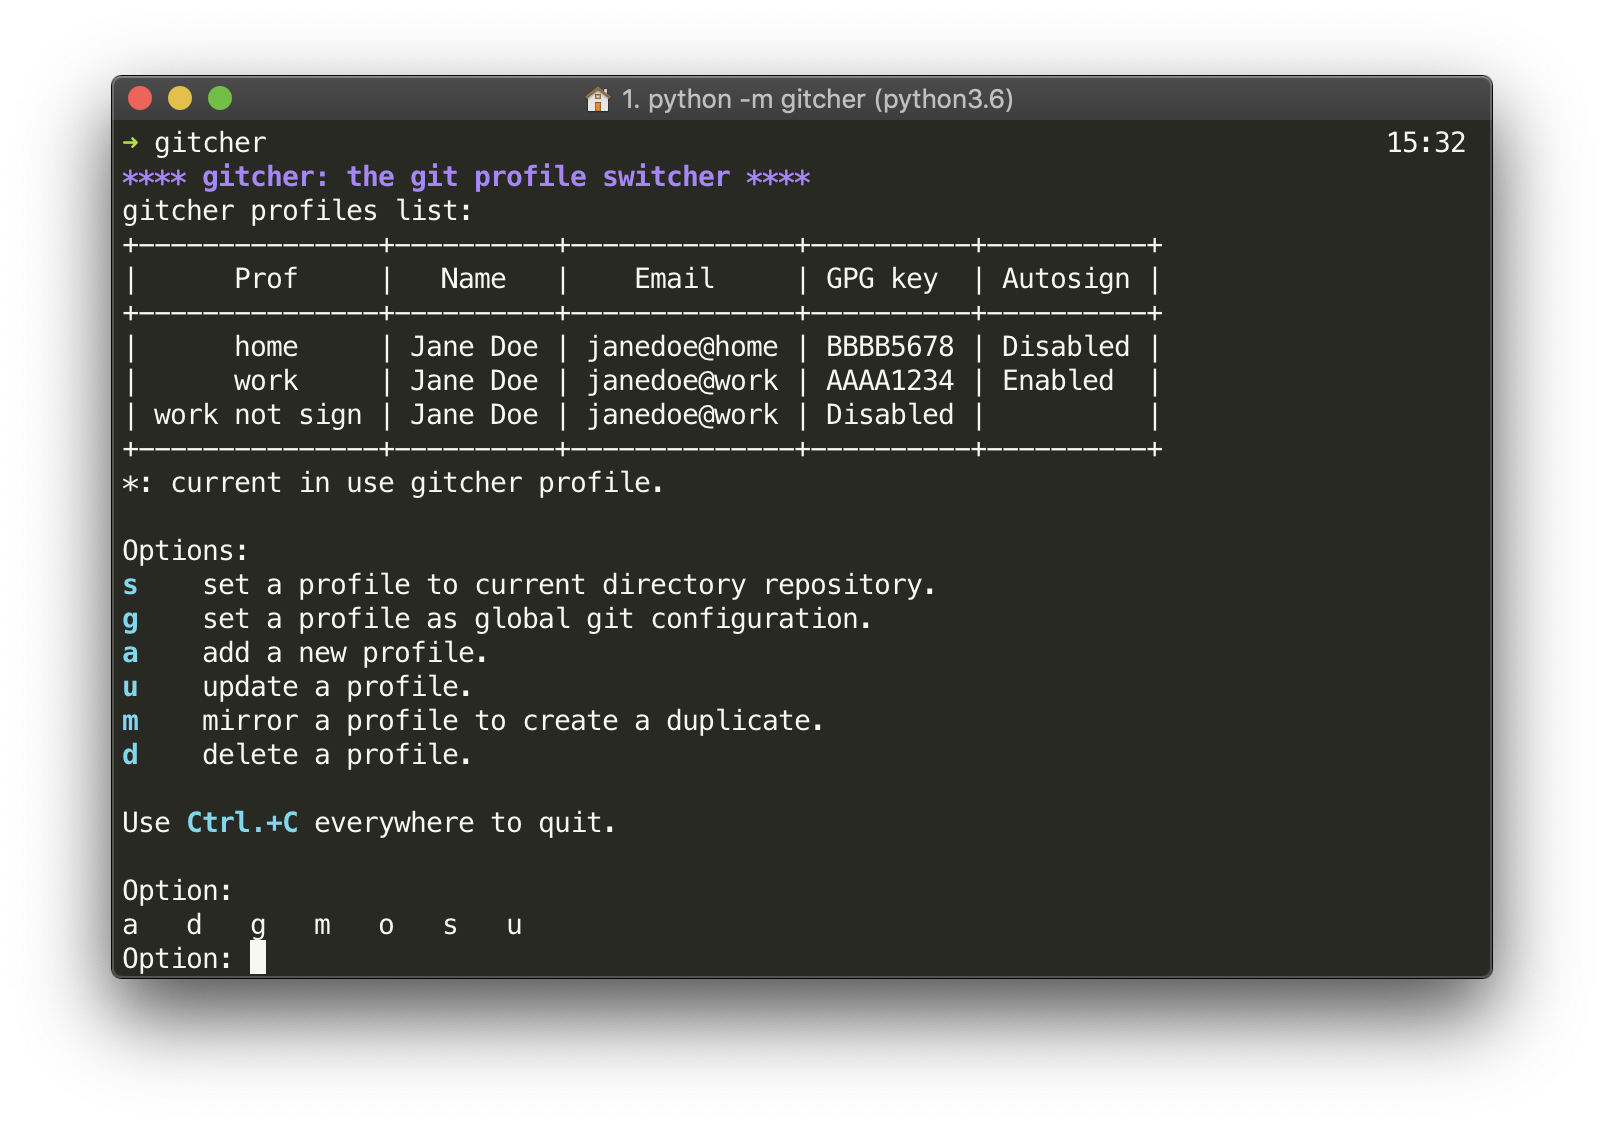 1. python -m gitcher (python3.6)
➜ gitcher 15:32
**** gitcher: the git profile switcher ****
gitcher profiles list:
+---------------+----------+--------------+----------+----------+
|      Prof     |   Name   |    Email     | GPG key  | Autosign |
+---------------+----------+--------------+----------+----------+
|      home     | Jane Doe | janedoe@home | BBBB5678 | Disabled |
|      work     | Jane Doe | janedoe@work | AAAA1234 | Enabled  |
| work not sign | Jane Doe | janedoe@work | Disabled |          |
+---------------+----------+--------------+----------+----------+
*: current in use gitcher profile.
Options:
s    set a profile to current directory repository.
g    set a profile as global git configuration.
a    add a new profile.
u    update a profile.
m    mirror a profile to create a duplicate.
d    delete a profile.
Use Ctrl.+C everywhere to quit.
Option:
a   d   g   m   o   s   u
Option: